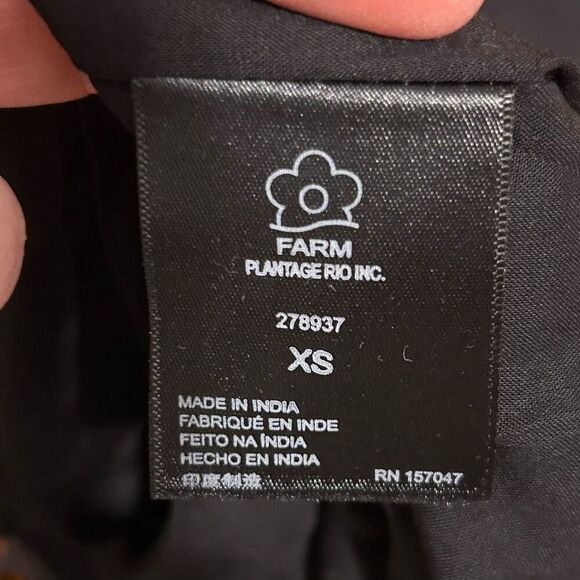 FARM
PLANTAGE RIO INC.
278937
XS
MADE IN INDIA
FABRIQUÉ EN INDE
FEITO NA ÍNDIA
HECHO EN INDIA
印度制造
RN 157047